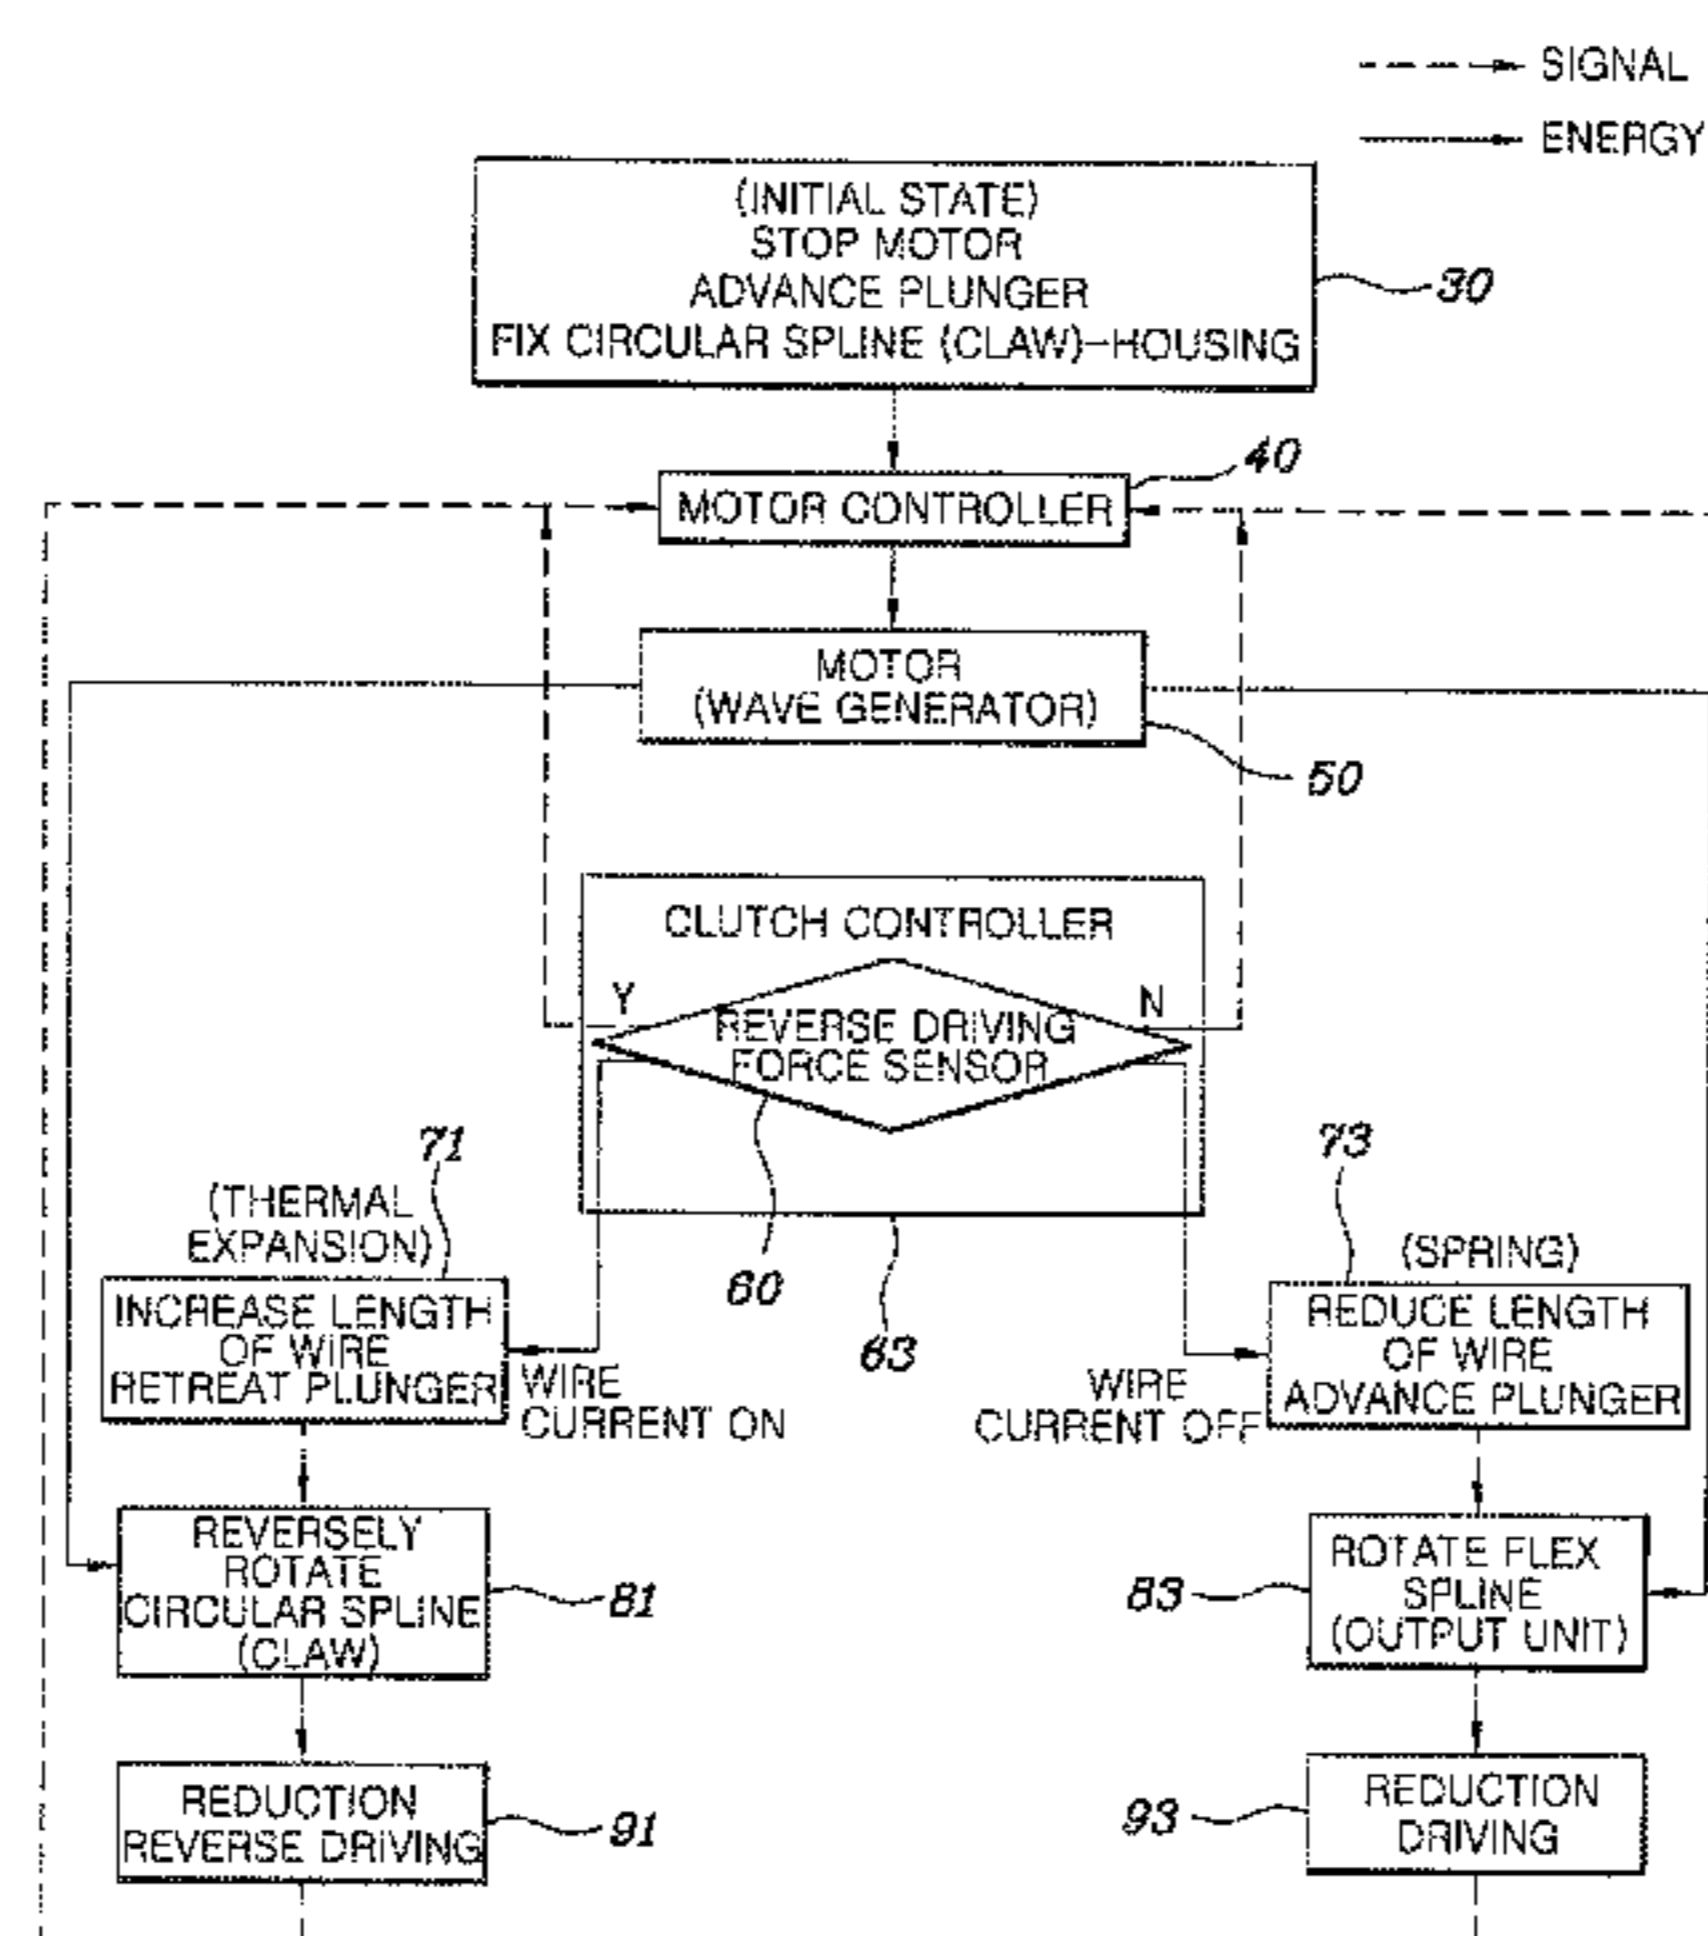 SIGNAL
ENERGY
(INITIAL STATE)
STOP MOTOR
ADVANCE PLUNGER
FIX CIRCULAR SPLINE (CLAW)-HOUSING
30
40
MOTOR CONTROLLER
MOTOR
(WAVE GENERATOR)
50
CLUTCH CONTROLLER
Y
N
REVERSE DRIVING
FORCE SENSOR
60
63
71
(THERMAL
EXPANSION)
INCREASE LENGTH
OF WIRE
RETREAT PLUNGER
WIRE
CURRENT ON
73
(SPRING)
REDUCE LENGTH
OF WIRE
ADVANCE PLUNGER
WIRE
CURRENT OFF
REVERSELY
ROTATE
CIRCULAR SPLINE
(CLAW)
81
83
ROTATE FLEX
SPLINE
(OUTPUT UNIT)
REDUCTION
REVERSE DRIVING
91
93
REDUCTION
DRIVING